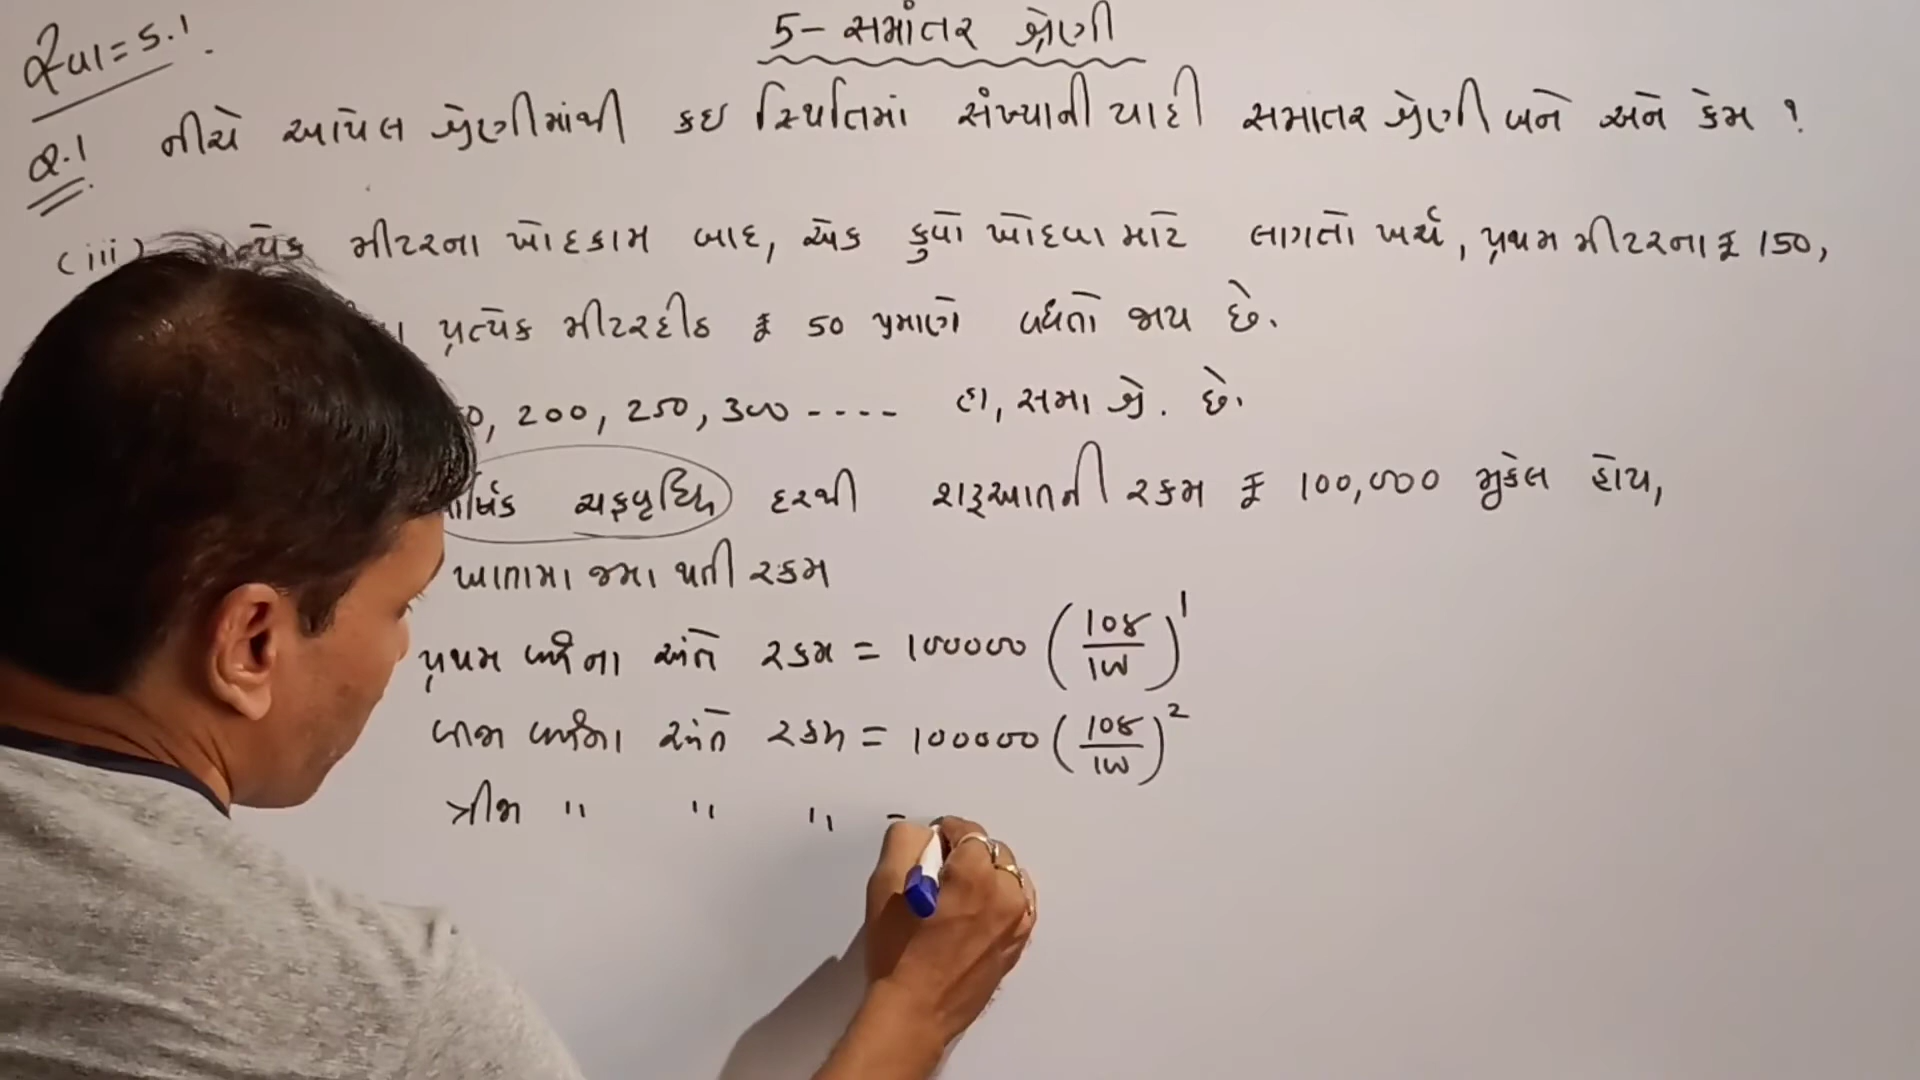 સ્વા = 5.1
5- સમાંતર શ્રેણી
Q.1 નીચે આપેલ શ્રેણીમાંથી કઇ સ્થિતિમાં સંખ્યાની યાદી સમાતર શ્રેણી બને અને કેમ ?
(iii) પ્રત્યેક મીટરના ખોદકામ બાદ, એક કુવો ખોદવા માટે લાગતો ખર્ચ, પ્રથમ મીટરના ₹ 150,
પ્રત્યેક મીટરદીઠ ₹ 50 પ્રમાણે વધતો જાય છે.
0, 200, 250, 300 ---- હા, સમા શ્રે. છે.
ચક્રવૃદ્ધિ દરથી શરૂઆતની રકમ ₹ 100,000 મુકેલ હોય,
ખાતામા જમા થતી રકમ
પ્રથમ વર્ષના અંતે રકમ = 100000 (108/100)^1
બીજા વર્ષના અંતે રકમ = 100000 (108/100)^2
ત્રીજા " " " =